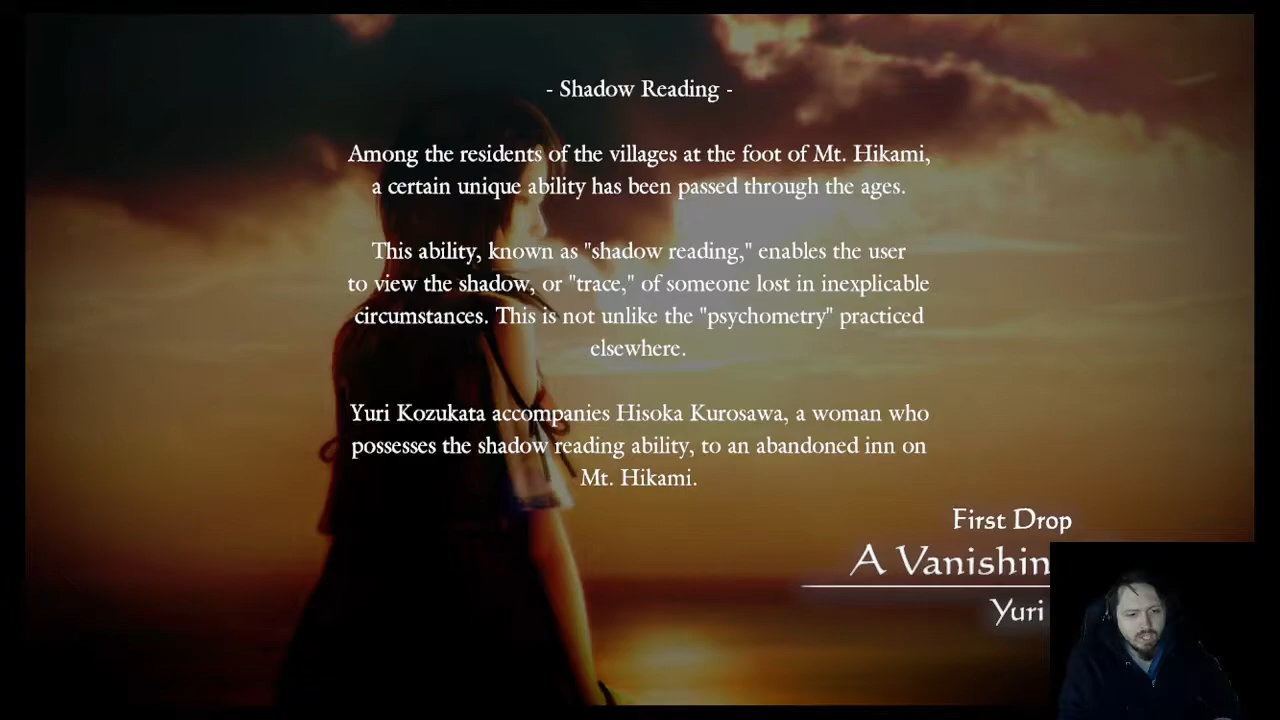 - Shadow Reading -
Among the residents of the villages at the foot of Mt. Hikami,
a certain unique ability has been passed through the ages.
This ability, known as "shadow reading," enables the user
to view the shadow, or "trace," of someone lost in inexplicable
circumstances. This is not unlike the "psychometry" practiced
elsewhere.
Yuri Kozukata accompanies Hisoka Kurosawa, a woman who
possesses the shadow reading ability, to an abandoned inn on
Mt. Hikami.
First Drop
A Vanishin
Yuri